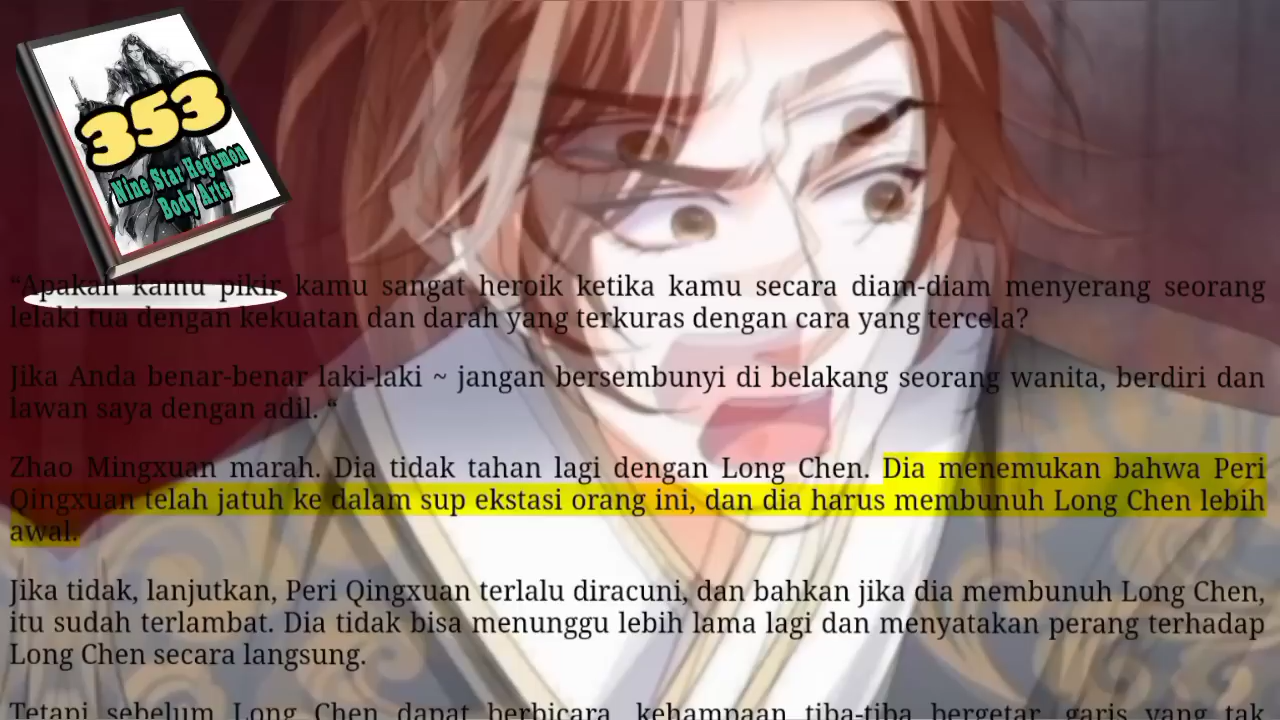 353
Nine Star Hegemon
Body Arts
“Apakah kamu pikir kamu sangat heroik ketika kamu secara diam-diam menyerang seorang
lelaki tua dengan kekuatan dan darah yang terkuras dengan cara yang tercela?
Jika Anda benar-benar laki-laki ~ jangan bersembunyi di belakang seorang wanita, berdiri dan
lawan saya dengan adil. “
Zhao Mingxuan marah. Dia tidak tahan lagi dengan Long Chen. Dia menemukan bahwa Peri
Qingxuan telah jatuh ke dalam sup ekstasi orang ini, dan dia harus membunuh Long Chen lebih
awal.
Jika tidak, lanjutkan, Peri Qingxuan terlalu diracuni, dan bahkan jika dia membunuh Long Chen,
itu sudah terlambat. Dia tidak bisa menunggu lebih lama lagi dan menyatakan perang terhadap
Long Chen secara langsung.
Tetapi sebelum Long Chen dapat berbicara, kehampaan tiba-tiba bergetar, garis yang tak